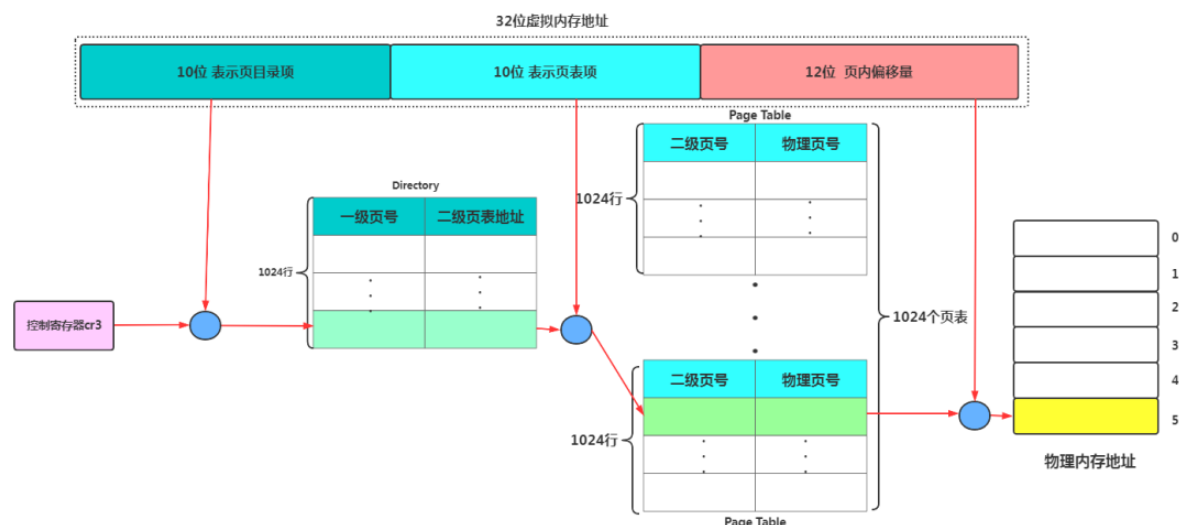 32位虚拟内存地址
10位 表示页目录项
10位 表示页表项
12位 页内偏移量
Page Table
二级页号
物理页号
1024行
Directory
一级页号
二级页表地址
1024行
控制寄存器cr3
1024个页表
二级页号
物理页号
1024行
Page Table
0
1
2
3
4
5
物理内存地址